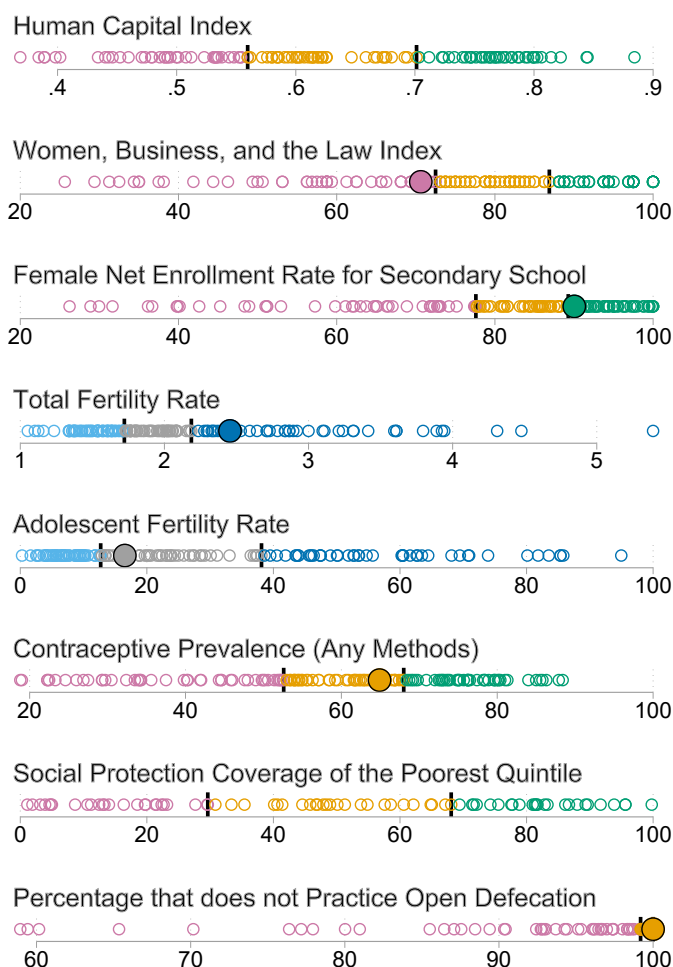 Human Capital Index
.4 .5 .6 .7 .8 .9
Women, Business, and the Law Index
20 40 60 80 100
Female Net Enrollment Rate for Secondary School
20 40 60 80 100
Total Fertility Rate
1 2 3 4 5
Adolescent Fertility Rate
0 20 40 60 80 100
Contraceptive Prevalence (Any Methods)
20 40 60 80 100
Social Protection Coverage of the Poorest Quintile
0 20 40 60 80 100
Percentage that does not Practice Open Defecation
60 70 80 90 100